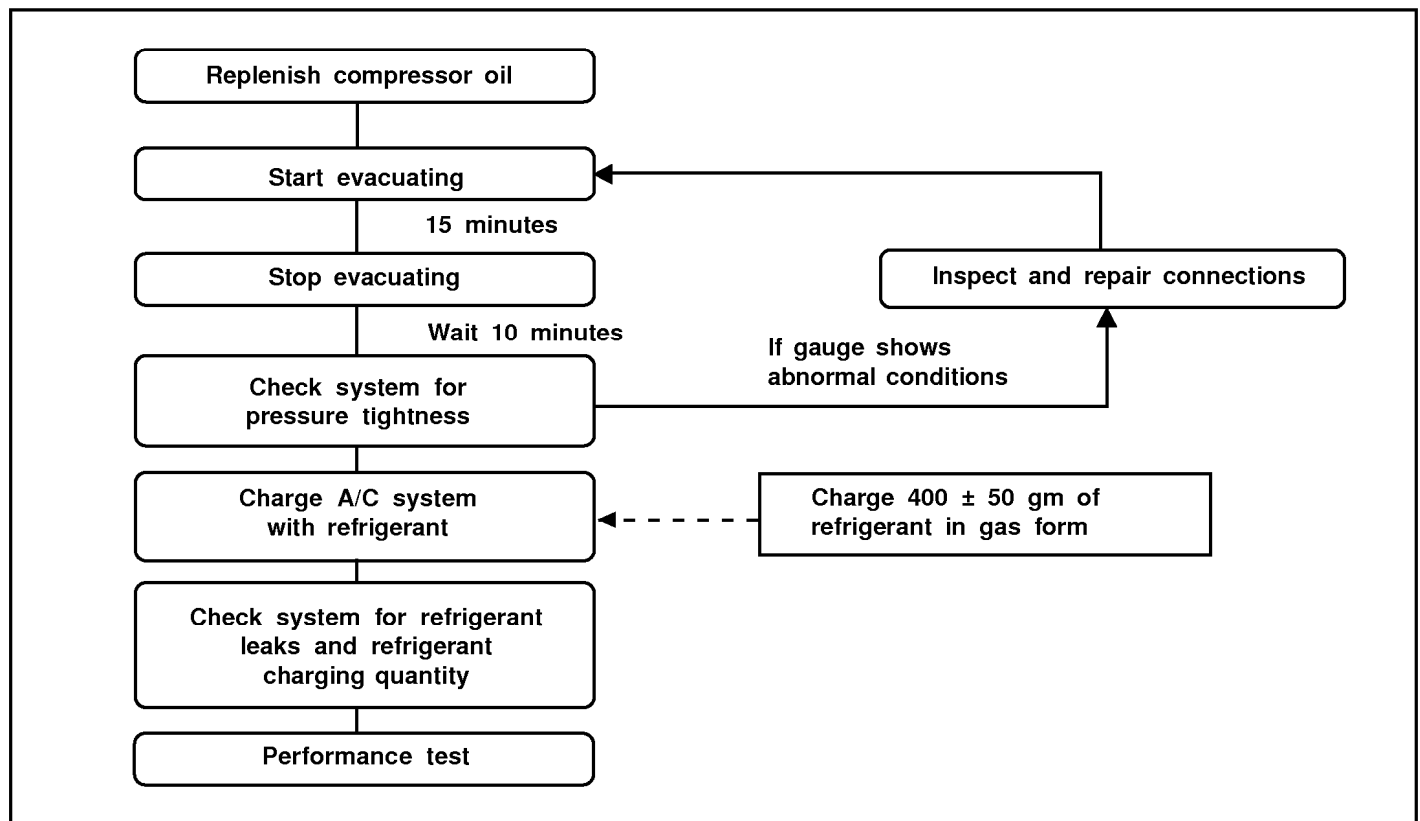 Replenish compressor oil
Start evacuating
15 minutes
Stop evacuating
Inspect and repair connections
Wait 10 minutes
If gauge shows
abnormal conditions
Check system for
pressure tightness
Charge A/C system
with refrigerant
Charge 400 ± 50 gm of
refrigerant in gas form
Check system for refrigerant
leaks and refrigerant
charging quantity
Performance test